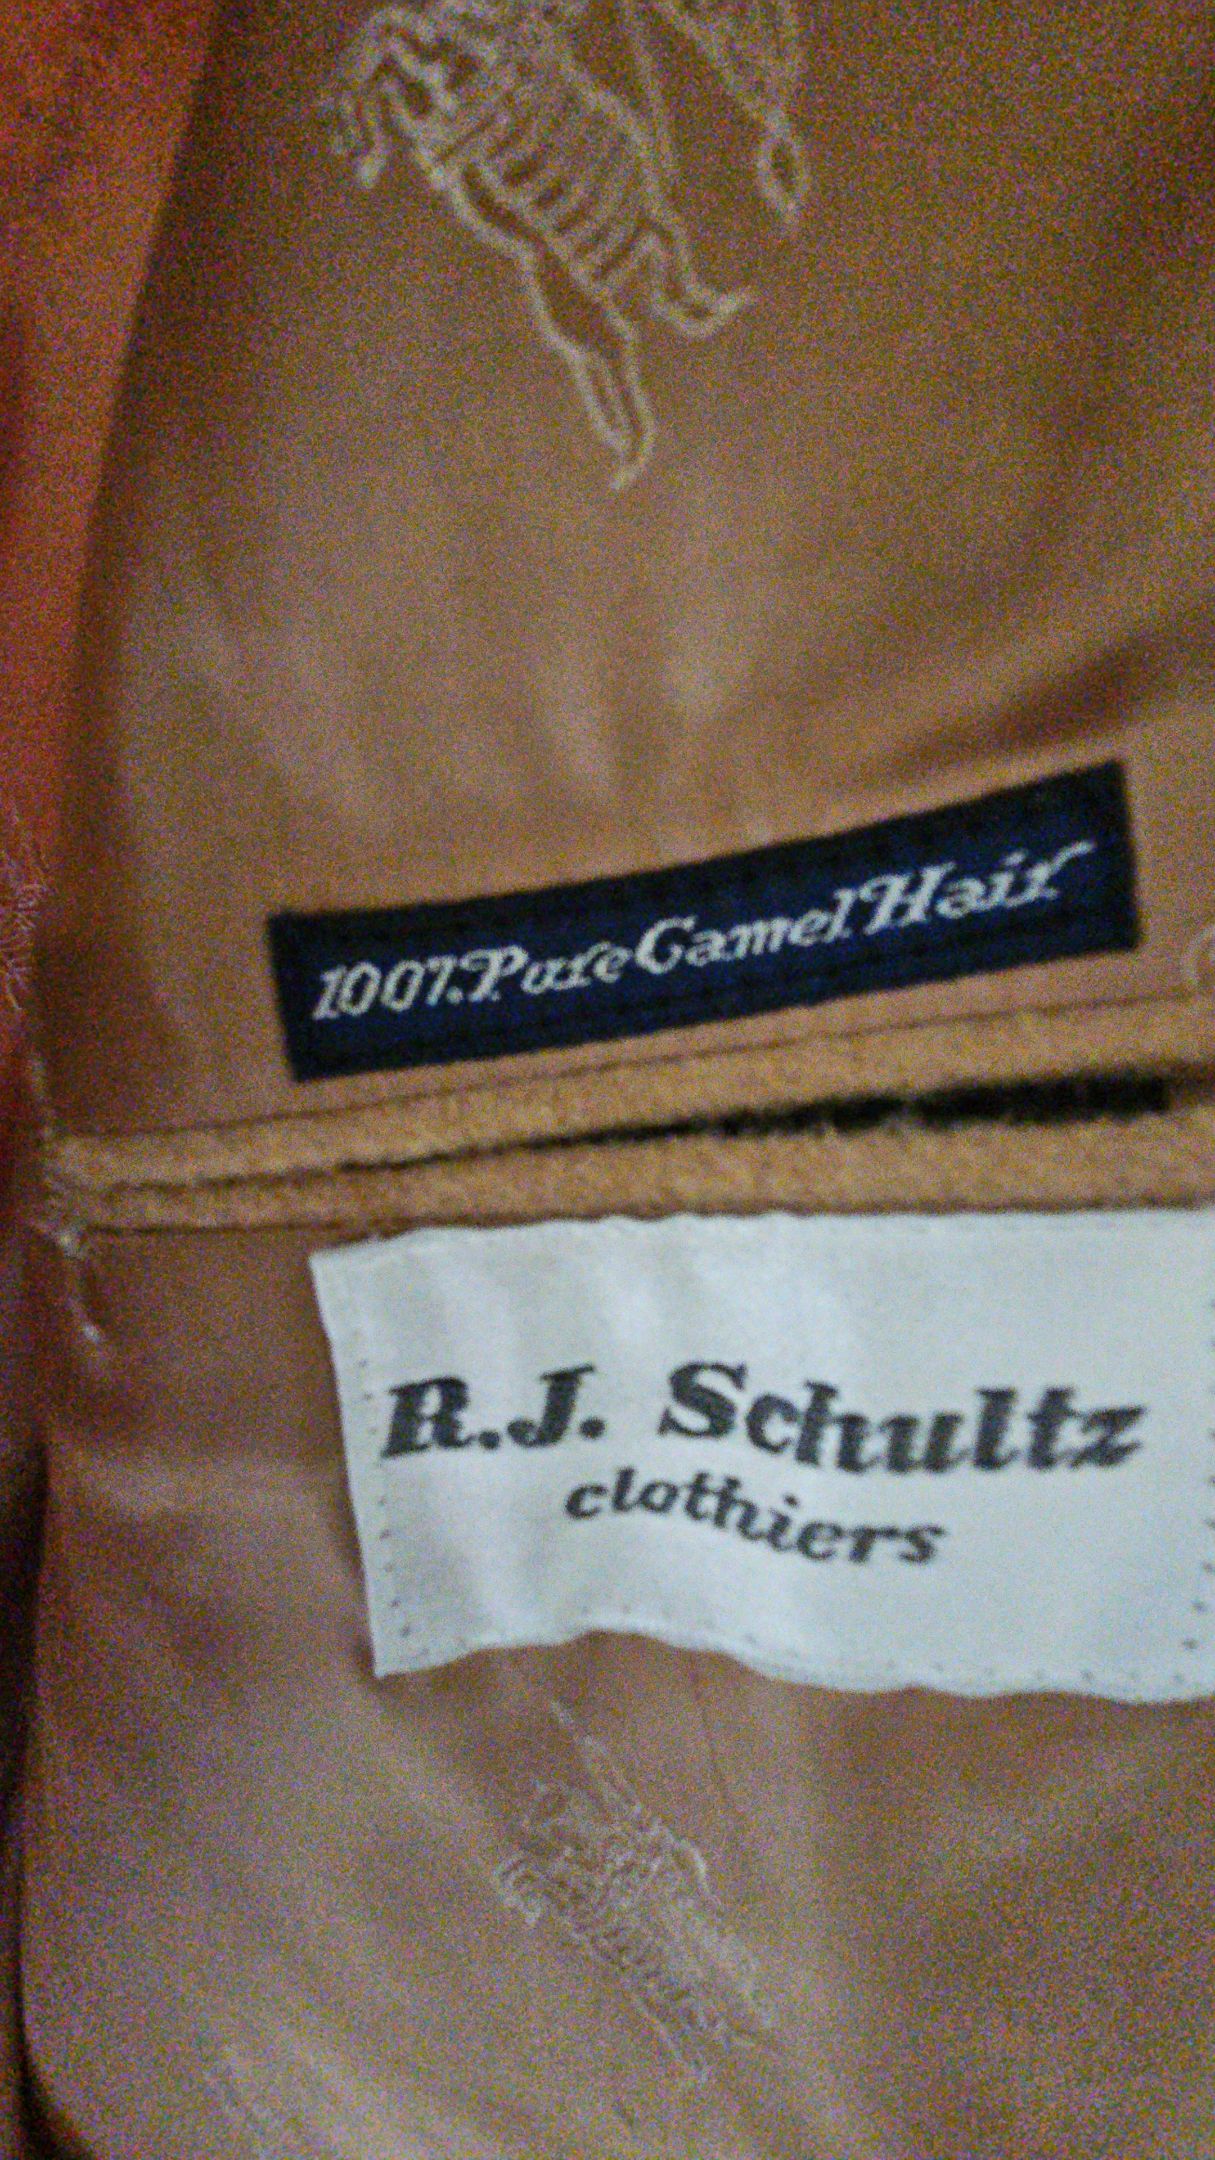 100% Pure Camel Hair
R.J. Schultz
clothiers